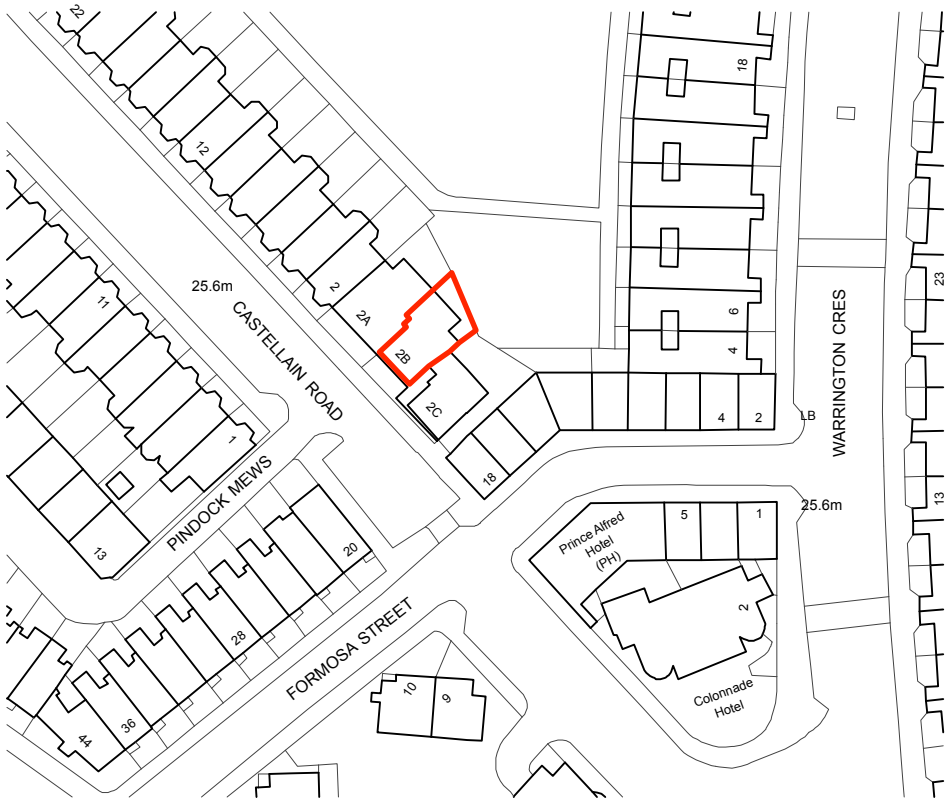 22
18
12
25.6m
2
CASTELLAIN ROAD
11
2A
2B
2C
23
6
4
WARRINGTON CRES
1
4
2
LB
18
PINDOCK MEWS
13
20
28
36
44
FORMOSA STREET
5
1
25.6m
13
Prince Alfred
Hotel
(PH)
2
10
9
Colonnade
Hotel